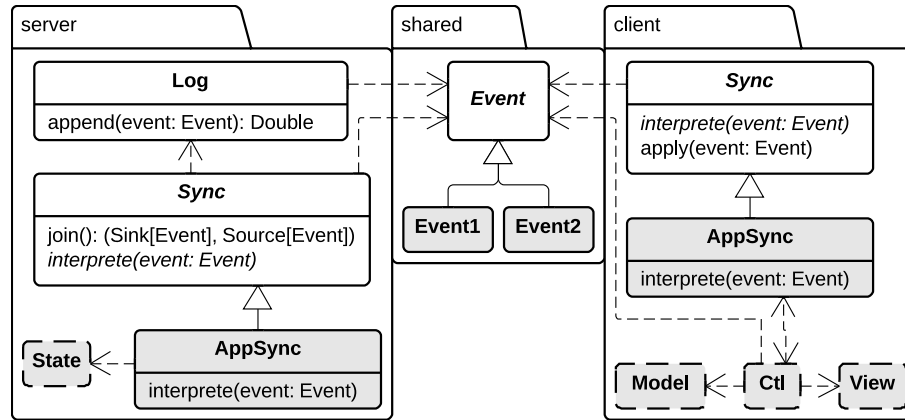 server
Log
append(event: Event): Double
Sync
join(): (Sink[Event], Source[Event])
interprete(event: Event)
AppSync
interprete(event: Event)
State
shared
Event
Event1
Event2
client
Sync
interprete(event: Event)
apply(event: Event)
AppSync
interprete(event: Event)
Model
Ctl
View